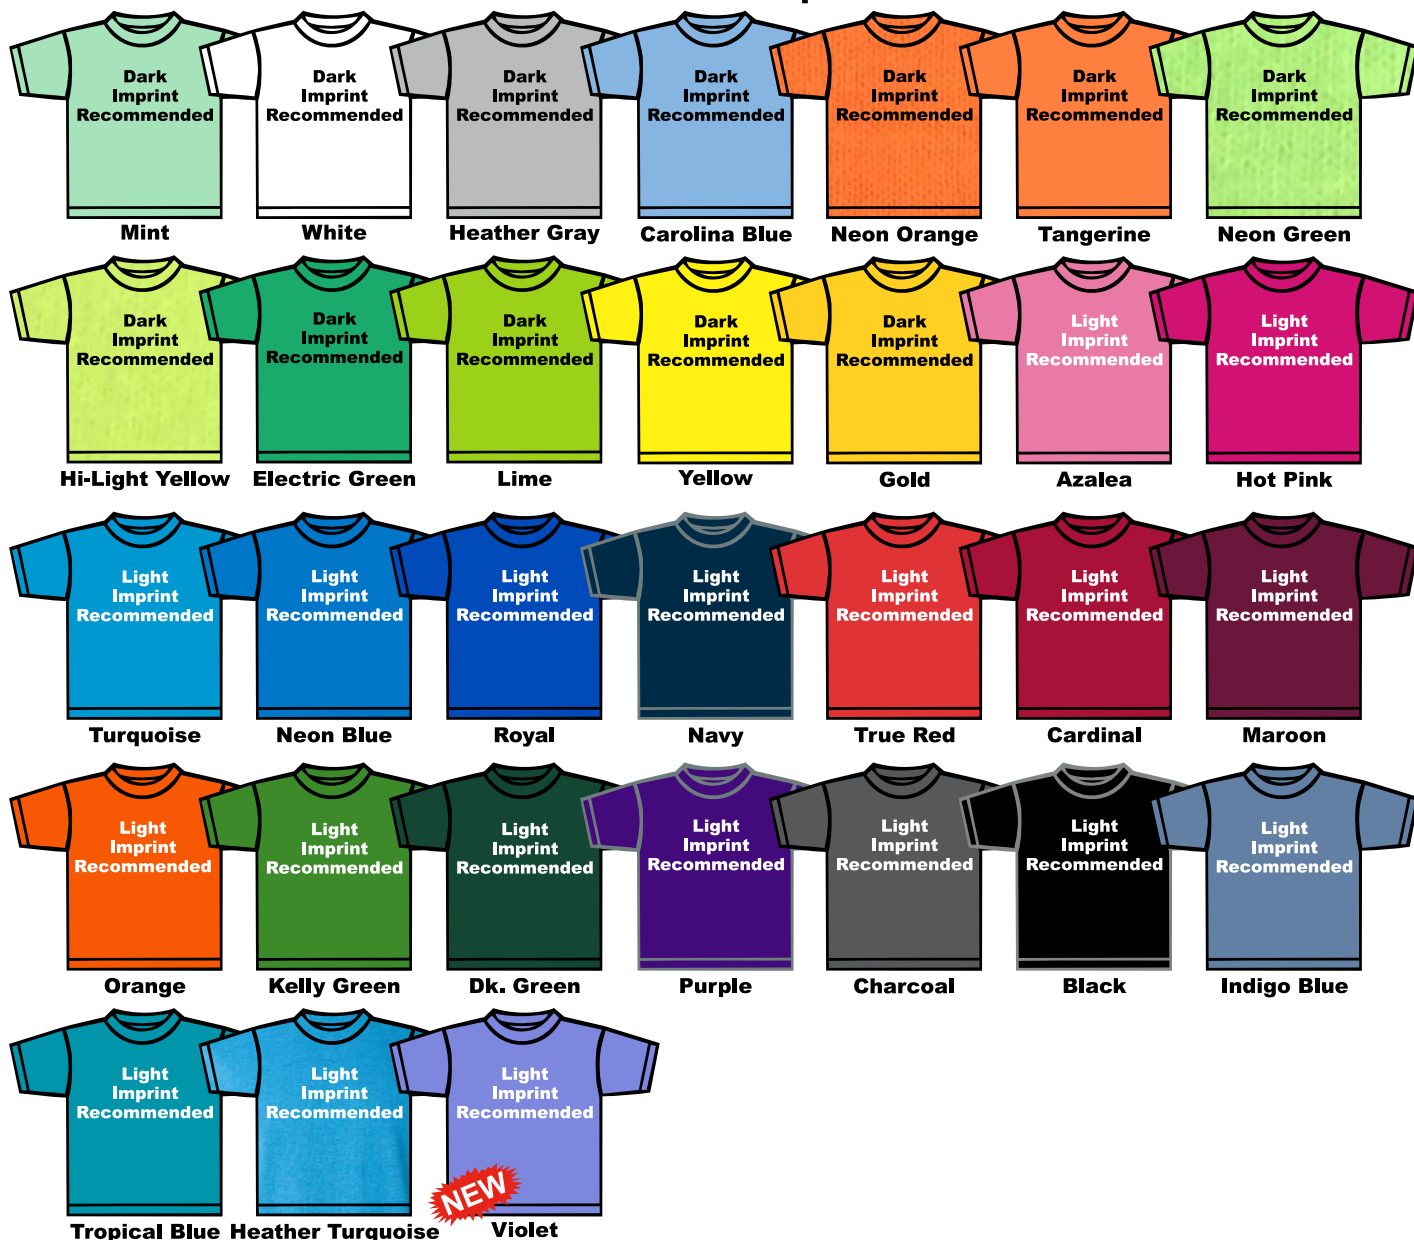 Dark
Imprint
Recommended
Dark
Imprint
Recommended
Dark
Imprint
Recommended
Dark
Imprint
Recommended
Dark
Imprint
Recommended
Dark
Imprint
Recommended
Dark
Imprint
Recommended
Mint
White
Heather Gray
Carolina Blue
Neon Orange
Tangerine
Neon Green
Dark
Imprint
Recommended
Dark
Imprint
Recommended
Dark
Imprint
Recommended
Dark
Imprint
Recommended
Dark
Imprint
Recommended
Light
Imprint
Recommended
Light
Imprint
Recommended
Hi-Light Yellow
Electric Green
Lime
Yellow
Gold
Azalea
Hot Pink
Light
Imprint
Recommended
Light
Imprint
Recommended
Light
Imprint
Recommended
Light
Imprint
Recommended
Light
Imprint
Recommended
Light
Imprint
Recommended
Light
Imprint
Recommended
Turquoise
Neon Blue
Royal
Navy
True Red
Cardinal
Maroon
Light
Imprint
Recommended
Light
Imprint
Recommended
Light
Imprint
Recommended
Light
Imprint
Recommended
Light
Imprint
Recommended
Light
Imprint
Recommended
Light
Imprint
Recommended
Orange
Kelly Green
Dk. Green
Purple
Charcoal
Black
Indigo Blue
Light
Imprint
Recommended
Light
Imprint
Recommended
Light
Imprint
Recommended
NEW
Tropical Blue
Heather Turquoise
Violet